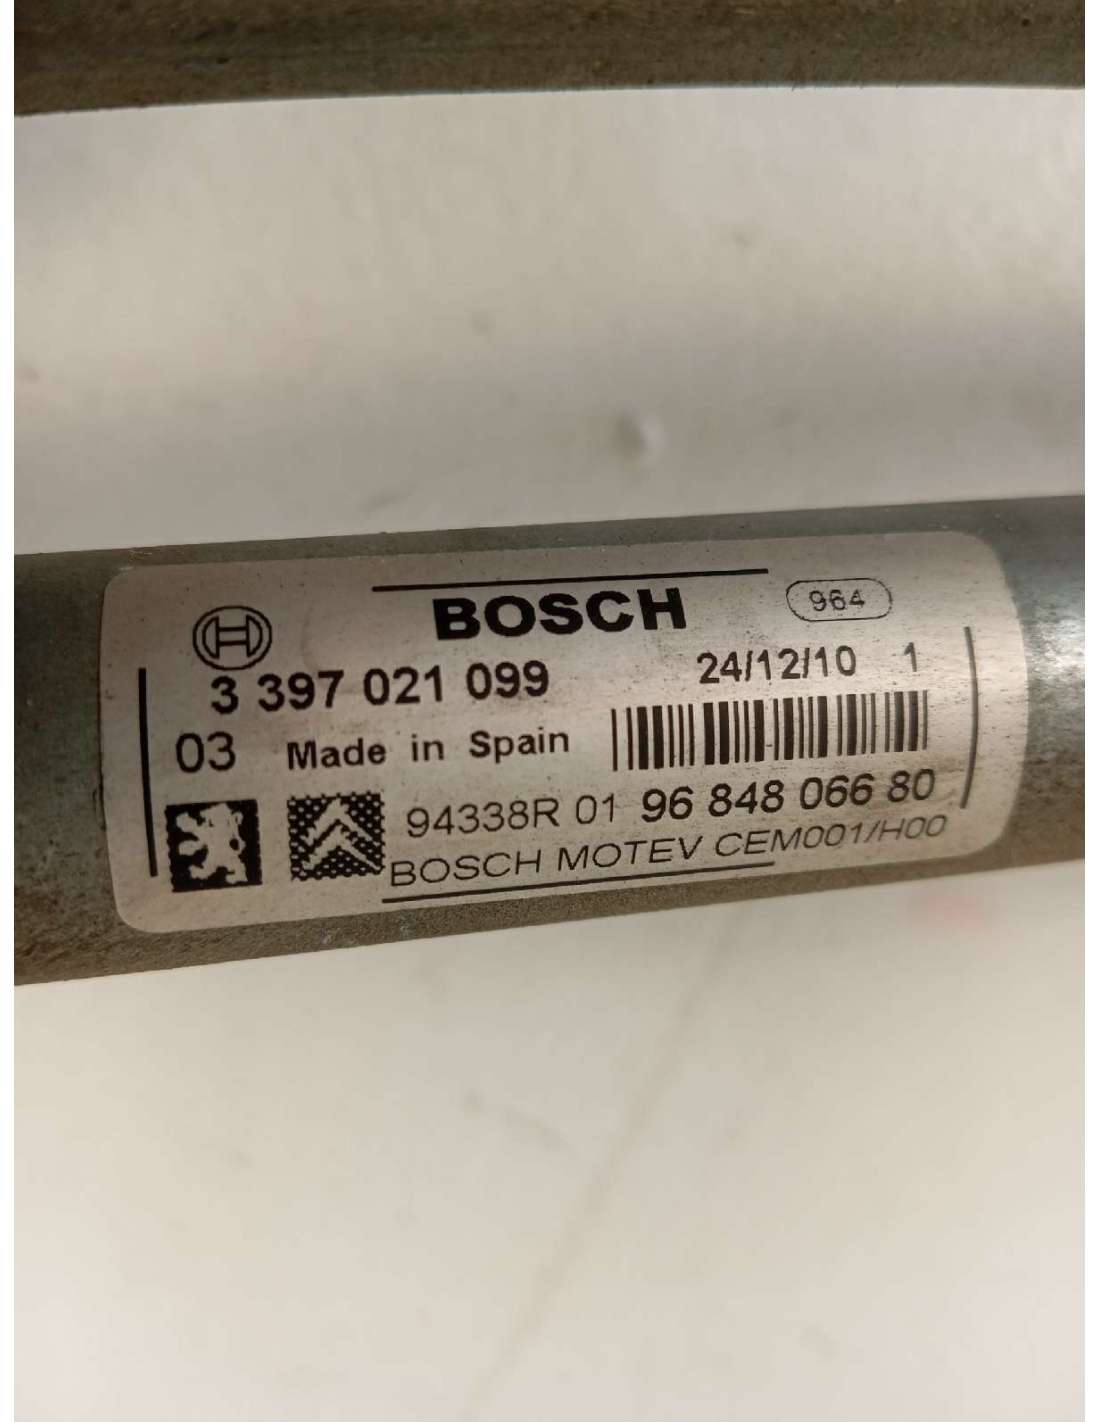 BOSCH 964
3 397 021 099 24/12/10 1
03 Made in Spain
94338R 01 96 848 066 80
BOSCH MOTEV CEM001/H00